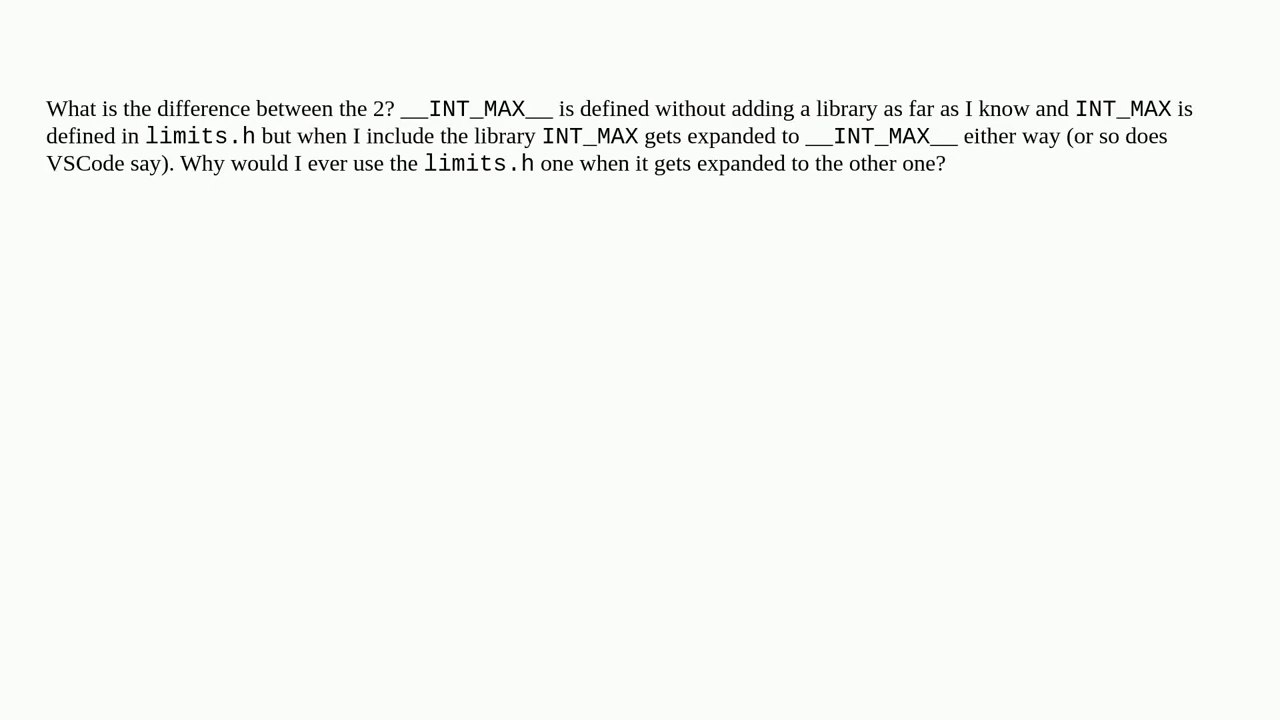 What is the difference between the 2? __INT_MAX__ is defined without adding a library as far as I know and INT_MAX is
defined in limits.h but when I include the library INT_MAX gets expanded to __INT_MAX__ either way (or so does
VSCode say). Why would I ever use the limits.h one when it gets expanded to the other one?